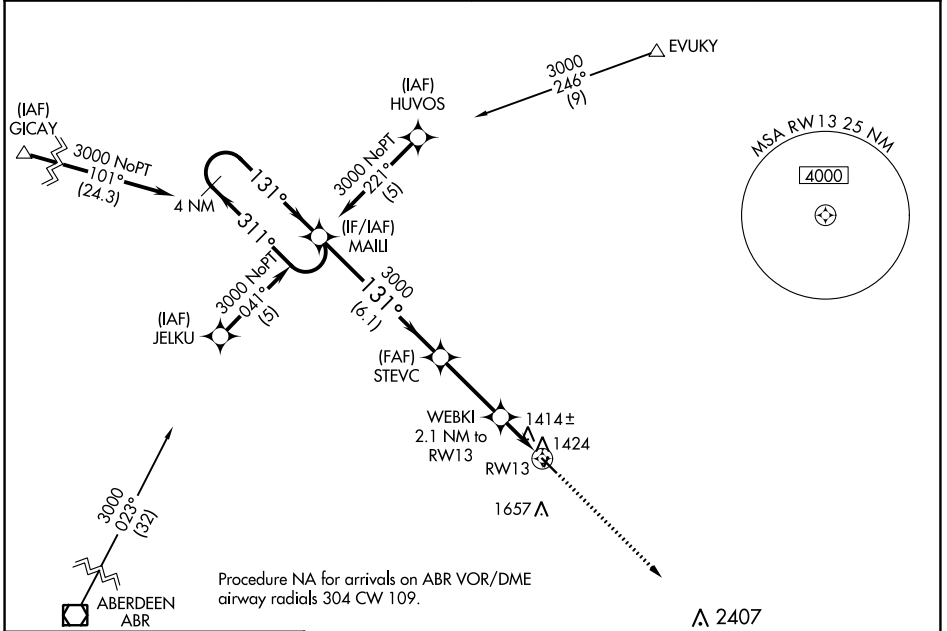 EVUKY
3000
246°
(9)
(IAF)
HUVOS
(IAF)
GICAY
3000 NoPT
101°
(24.3)
4 NM
131°
311°
3000 NoPT
221°
(5)
(IF/IAF)
MAILI
3000 NoPT
041°
(5)
(IAF)
JELKU
3000
131°
(6.1)
(FAF)
STEVC
WEBKI
2.1 NM to
RW13
1414±
1424
RW13
1657
MSA RW13 25 NM
4000
3000
023°
(32)
ABERDEEN
ABR
Procedure NA for arrivals on ABR VOR/DME
airway radials 304 CW 109.
2407